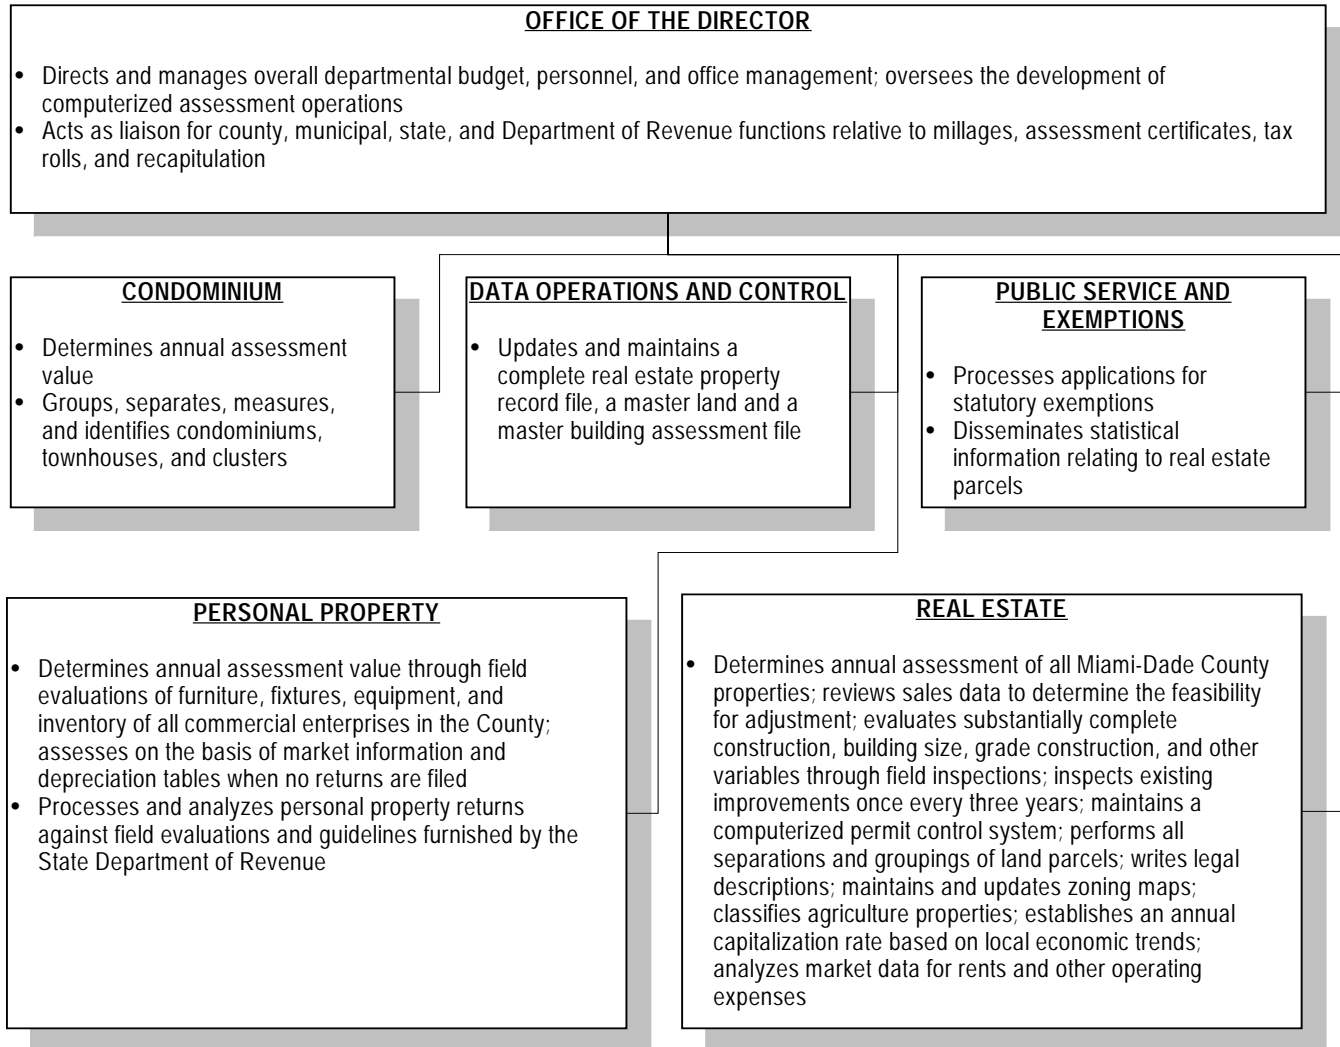 OFFICE OF THE DIRECTOR
• Directs and manages overall departmental budget, personnel, and office management; oversees the development of
computerized assessment operations
• Acts as liaison for county, municipal, state, and Department of Revenue functions relative to millages, assessment certificates, tax
rolls, and recapitulation
CONDOMINIUM
• Determines annual assessment
value
• Groups, separates, measures,
and identifies condominiums,
townhouses, and clusters
DATA OPERATIONS AND CONTROL
• Updates and maintains a
complete real estate property
record file, a master land and a
master building assessment file
PUBLIC SERVICE AND
EXEMPTIONS
• Processes applications for
statutory exemptions
• Disseminates statistical
information relating to real estate
parcels
PERSONAL PROPERTY
• Determines annual assessment value through field
evaluations of furniture, fixtures, equipment, and
inventory of all commercial enterprises in the County;
assesses on the basis of market information and
depreciation tables when no returns are filed
• Processes and analyzes personal property returns
against field evaluations and guidelines furnished by the
State Department of Revenue
REAL ESTATE
• Determines annual assessment of all Miami-Dade County
properties; reviews sales data to determine the feasibility
for adjustment; evaluates substantially complete
construction, building size, grade construction, and other
variables through field inspections; inspects existing
improvements once every three years; maintains a
computerized permit control system; performs all
separations and groupings of land parcels; writes legal
descriptions; maintains and updates zoning maps;
classifies agriculture properties; establishes an annual
capitalization rate based on local economic trends;
analyzes market data for rents and other operating
expenses